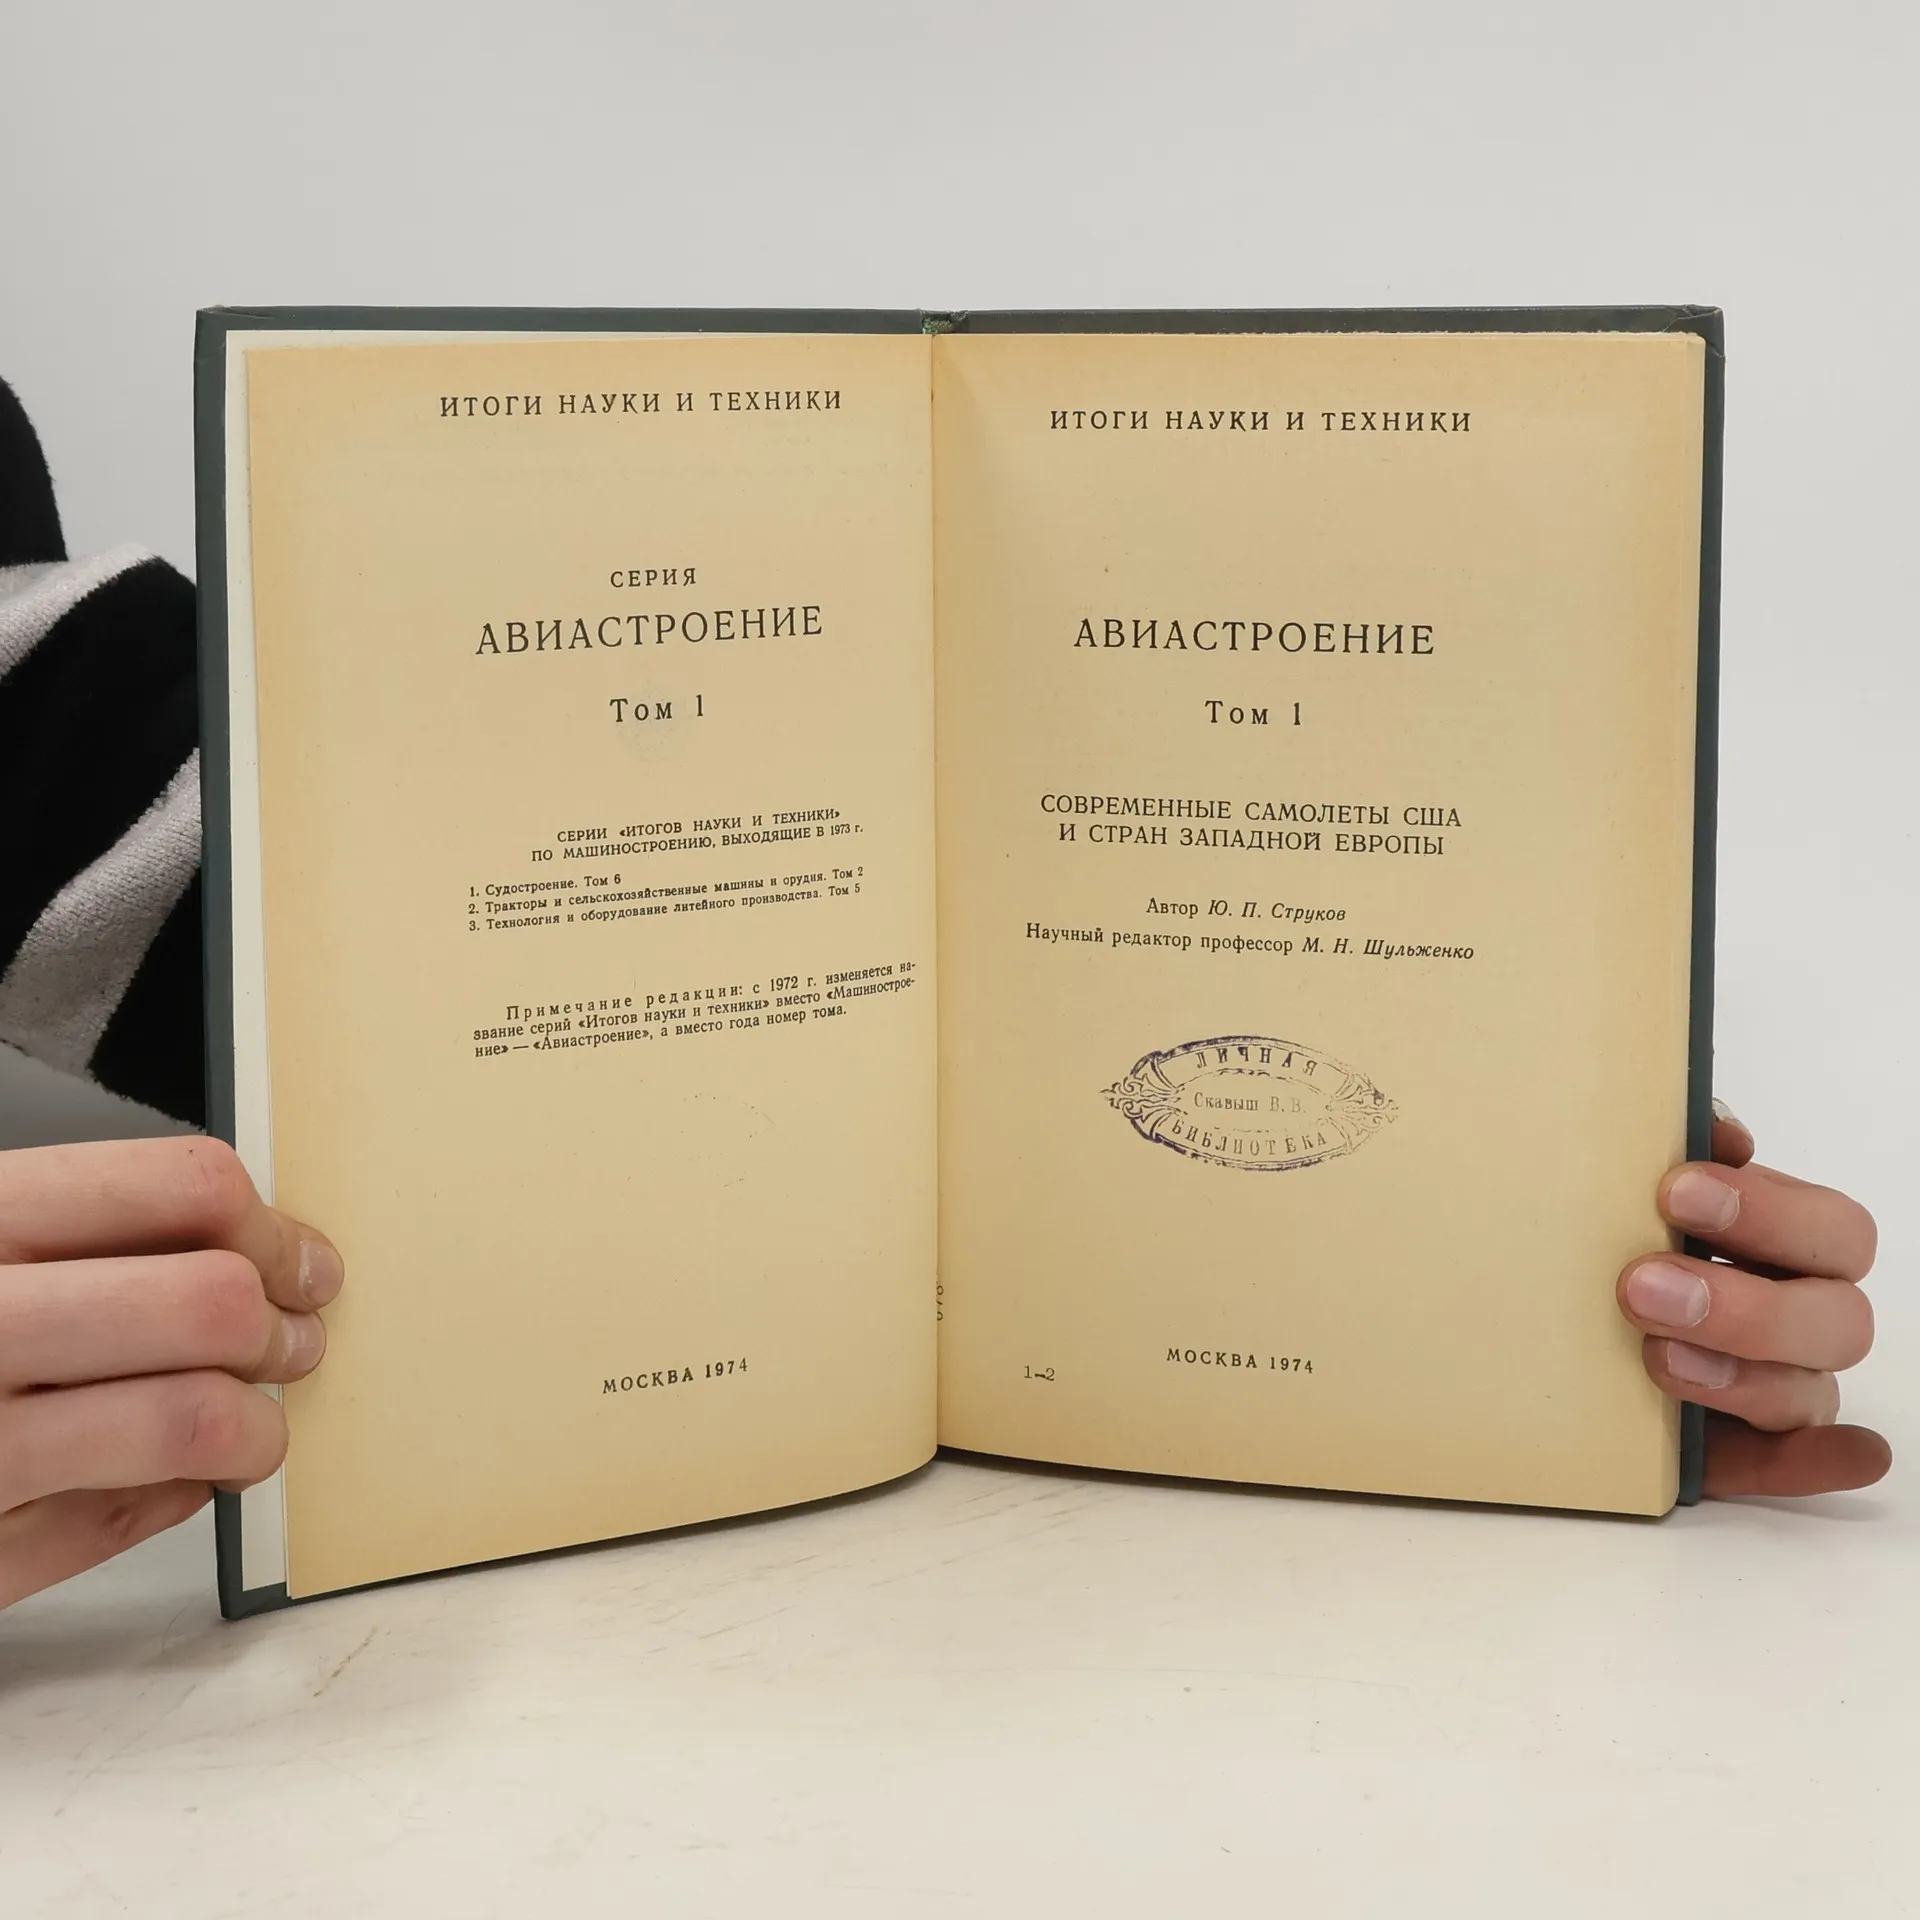 ИТОГИ НАУКИ И ТЕХНИКИ
СЕРИЯ
АВИАСТРОЕНИЕ
Том 1
СЕРИИ «ИТОГОВ НАУКИ И ТЕХНИКИ»
ПО МАШИНОСТРОЕНИЮ, ВЫХОДЯЩИЕ В 1973 г.
1. Судостроение. Том 6
2. Тракторы и сельскохозяйственные машины и орудия. Том 2
3. Технология и оборудование литейного производства. Том 5
Примечание редакции: с 1972 г. изменяется на-
звание серий «Итогов науки и техники» вместо «Машинострое-
ние» — «Авиастроение», а вместо года номер тома.
МОСКВА 1974
ИТОГИ НАУКИ И ТЕХНИКИ
АВИАСТРОЕНИЕ
Том 1
СОВРЕМЕННЫЕ САМОЛЕТЫ США
И СТРАН ЗАПАДНОЙ ЕВРОПЫ
Автор Ю. П. Струков
Научный редактор профессор М. Н. Шульженко
ЛИЧНАЯ
Скавыш В. В.
БИБЛИОТЕКА
1-2
МОСКВА 1974